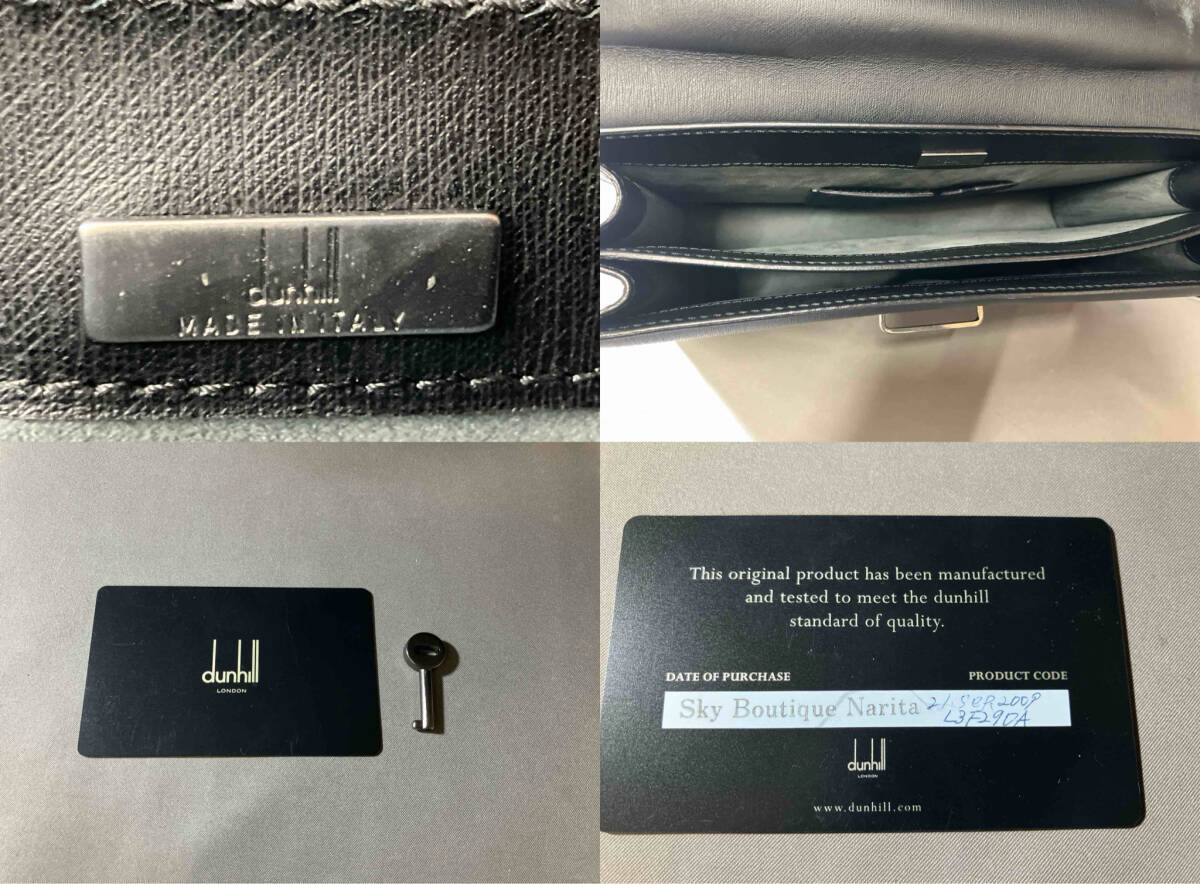 dunhill
MADE IN ITALY
dunhill
LONDON
This original product has been manufactured
and tested to meet the dunhill
standard of quality.
DATE OF PURCHASE PRODUCT CODE
Sky Boutique Narita 21. SEP. 2009
L3F290A
dunhill
LONDON
www.dunhill.com